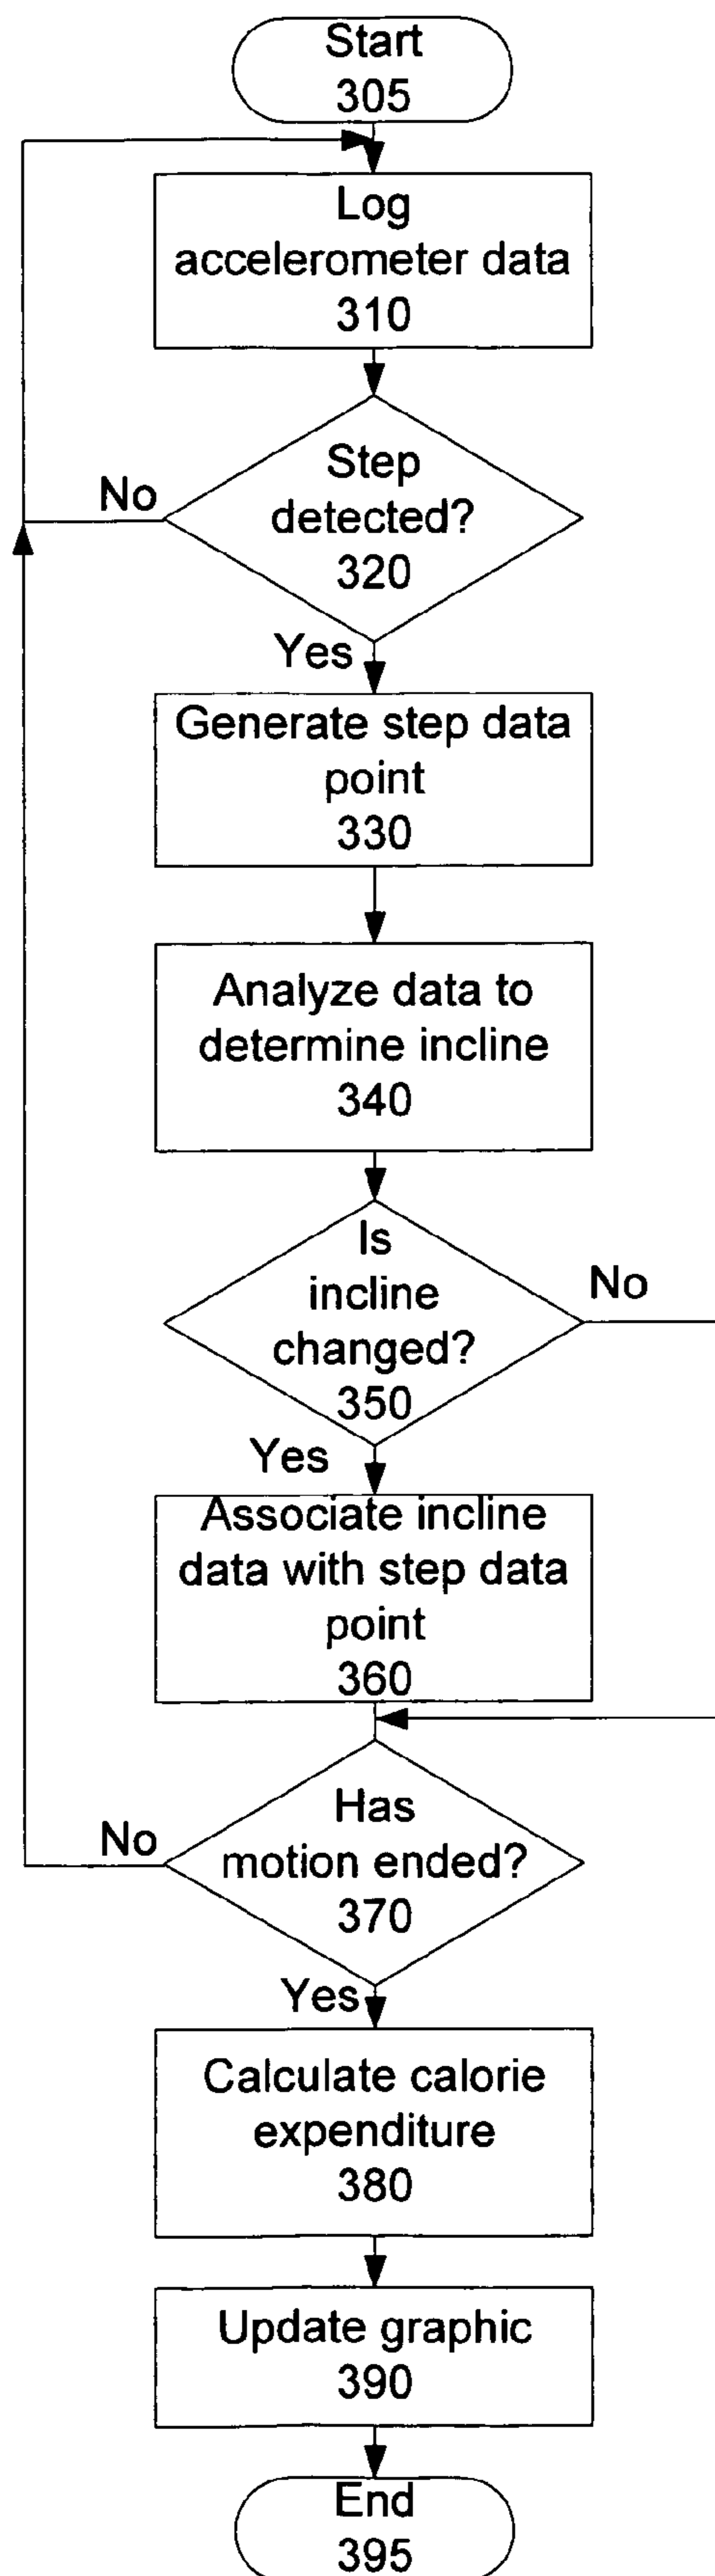 Start
305
Log
accelerometer data
310
Step
detected?
320
No
Yes
Generate step data
point
330
Analyze data to
determine incline
340
Is
incline
changed?
350
No
Yes
Associate incline
data with step data
point
360
Has
motion ended?
370
No
Yes
Calculate calorie
expenditure
380
Update graphic
390
End
395